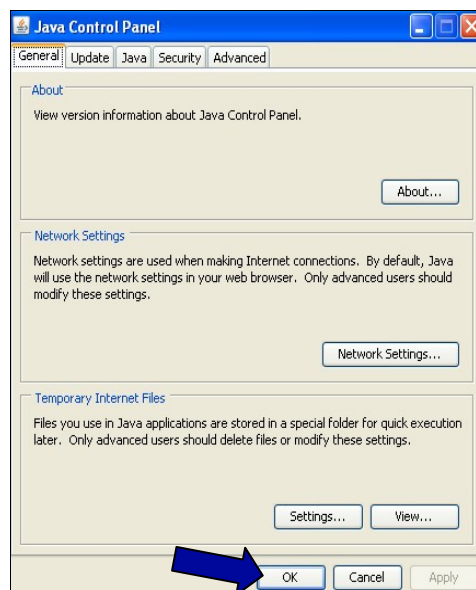 Java Control Panel
General Update Java Security Advanced
About
View version information about Java Control Panel.
About...
Network Settings
Network settings are used when making Internet connections. By default, Java
will use the network settings in your web browser. Only advanced users should
modify these settings.
Network Settings...
Temporary Internet Files
Files you use in Java applications are stored in a special folder for quick execution
later. Only advanced users should delete files or modify these settings.
Settings... View...
OK Cancel Apply